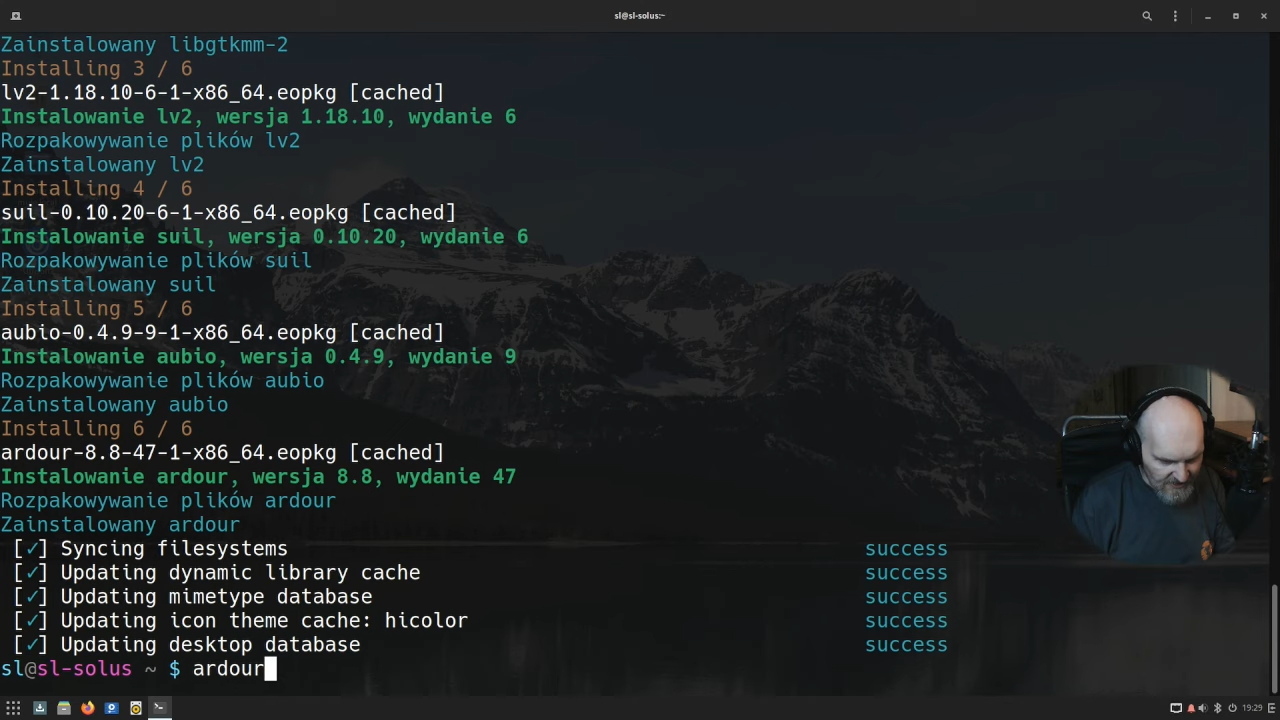 sl@sl-solus:~
Zainstalowany libgtkmm-2
Installing 3 / 6
lv2-1.18.10-6-1-x86_64.eopkg [cached]
Instalowanie lv2, wersja 1.18.10, wydanie 6
Rozpakowywanie plików lv2
Zainstalowany lv2
Installing 4 / 6
suil-0.10.20-6-1-x86_64.eopkg [cached]
Instalowanie suil, wersja 0.10.20, wydanie 6
Rozpakowywanie plików suil
Zainstalowany suil
Installing 5 / 6
aubio-0.4.9-9-1-x86_64.eopkg [cached]
Instalowanie aubio, wersja 0.4.9, wydanie 9
Rozpakowywanie plików aubio
Zainstalowany aubio
Installing 6 / 6
ardour-8.8-47-1-x86_64.eopkg [cached]
Instalowanie ardour, wersja 8.8, wydanie 47
Rozpakowywanie plików ardour
Zainstalowany ardour
[✓] Syncing filesystems success
[✓] Updating dynamic library cache success
[✓] Updating mimetype database success
[✓] Updating icon theme cache: hicolor success
[✓] Updating desktop database success
sl@sl-solus ~ $ ardour
19:29